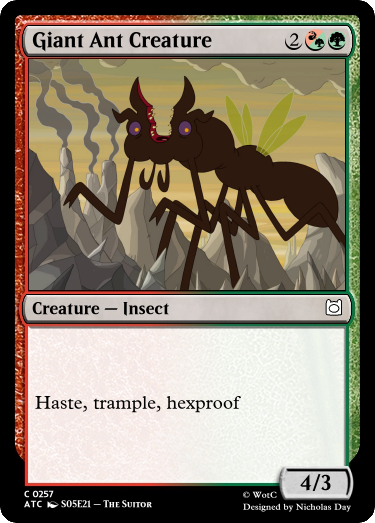 Giant Ant Creature 2
Creature — Insect
Haste, trample, hexproof
4/3
C 0257
ATC S05E21 – The Suitor
© WotC
Designed by Nicholas Day